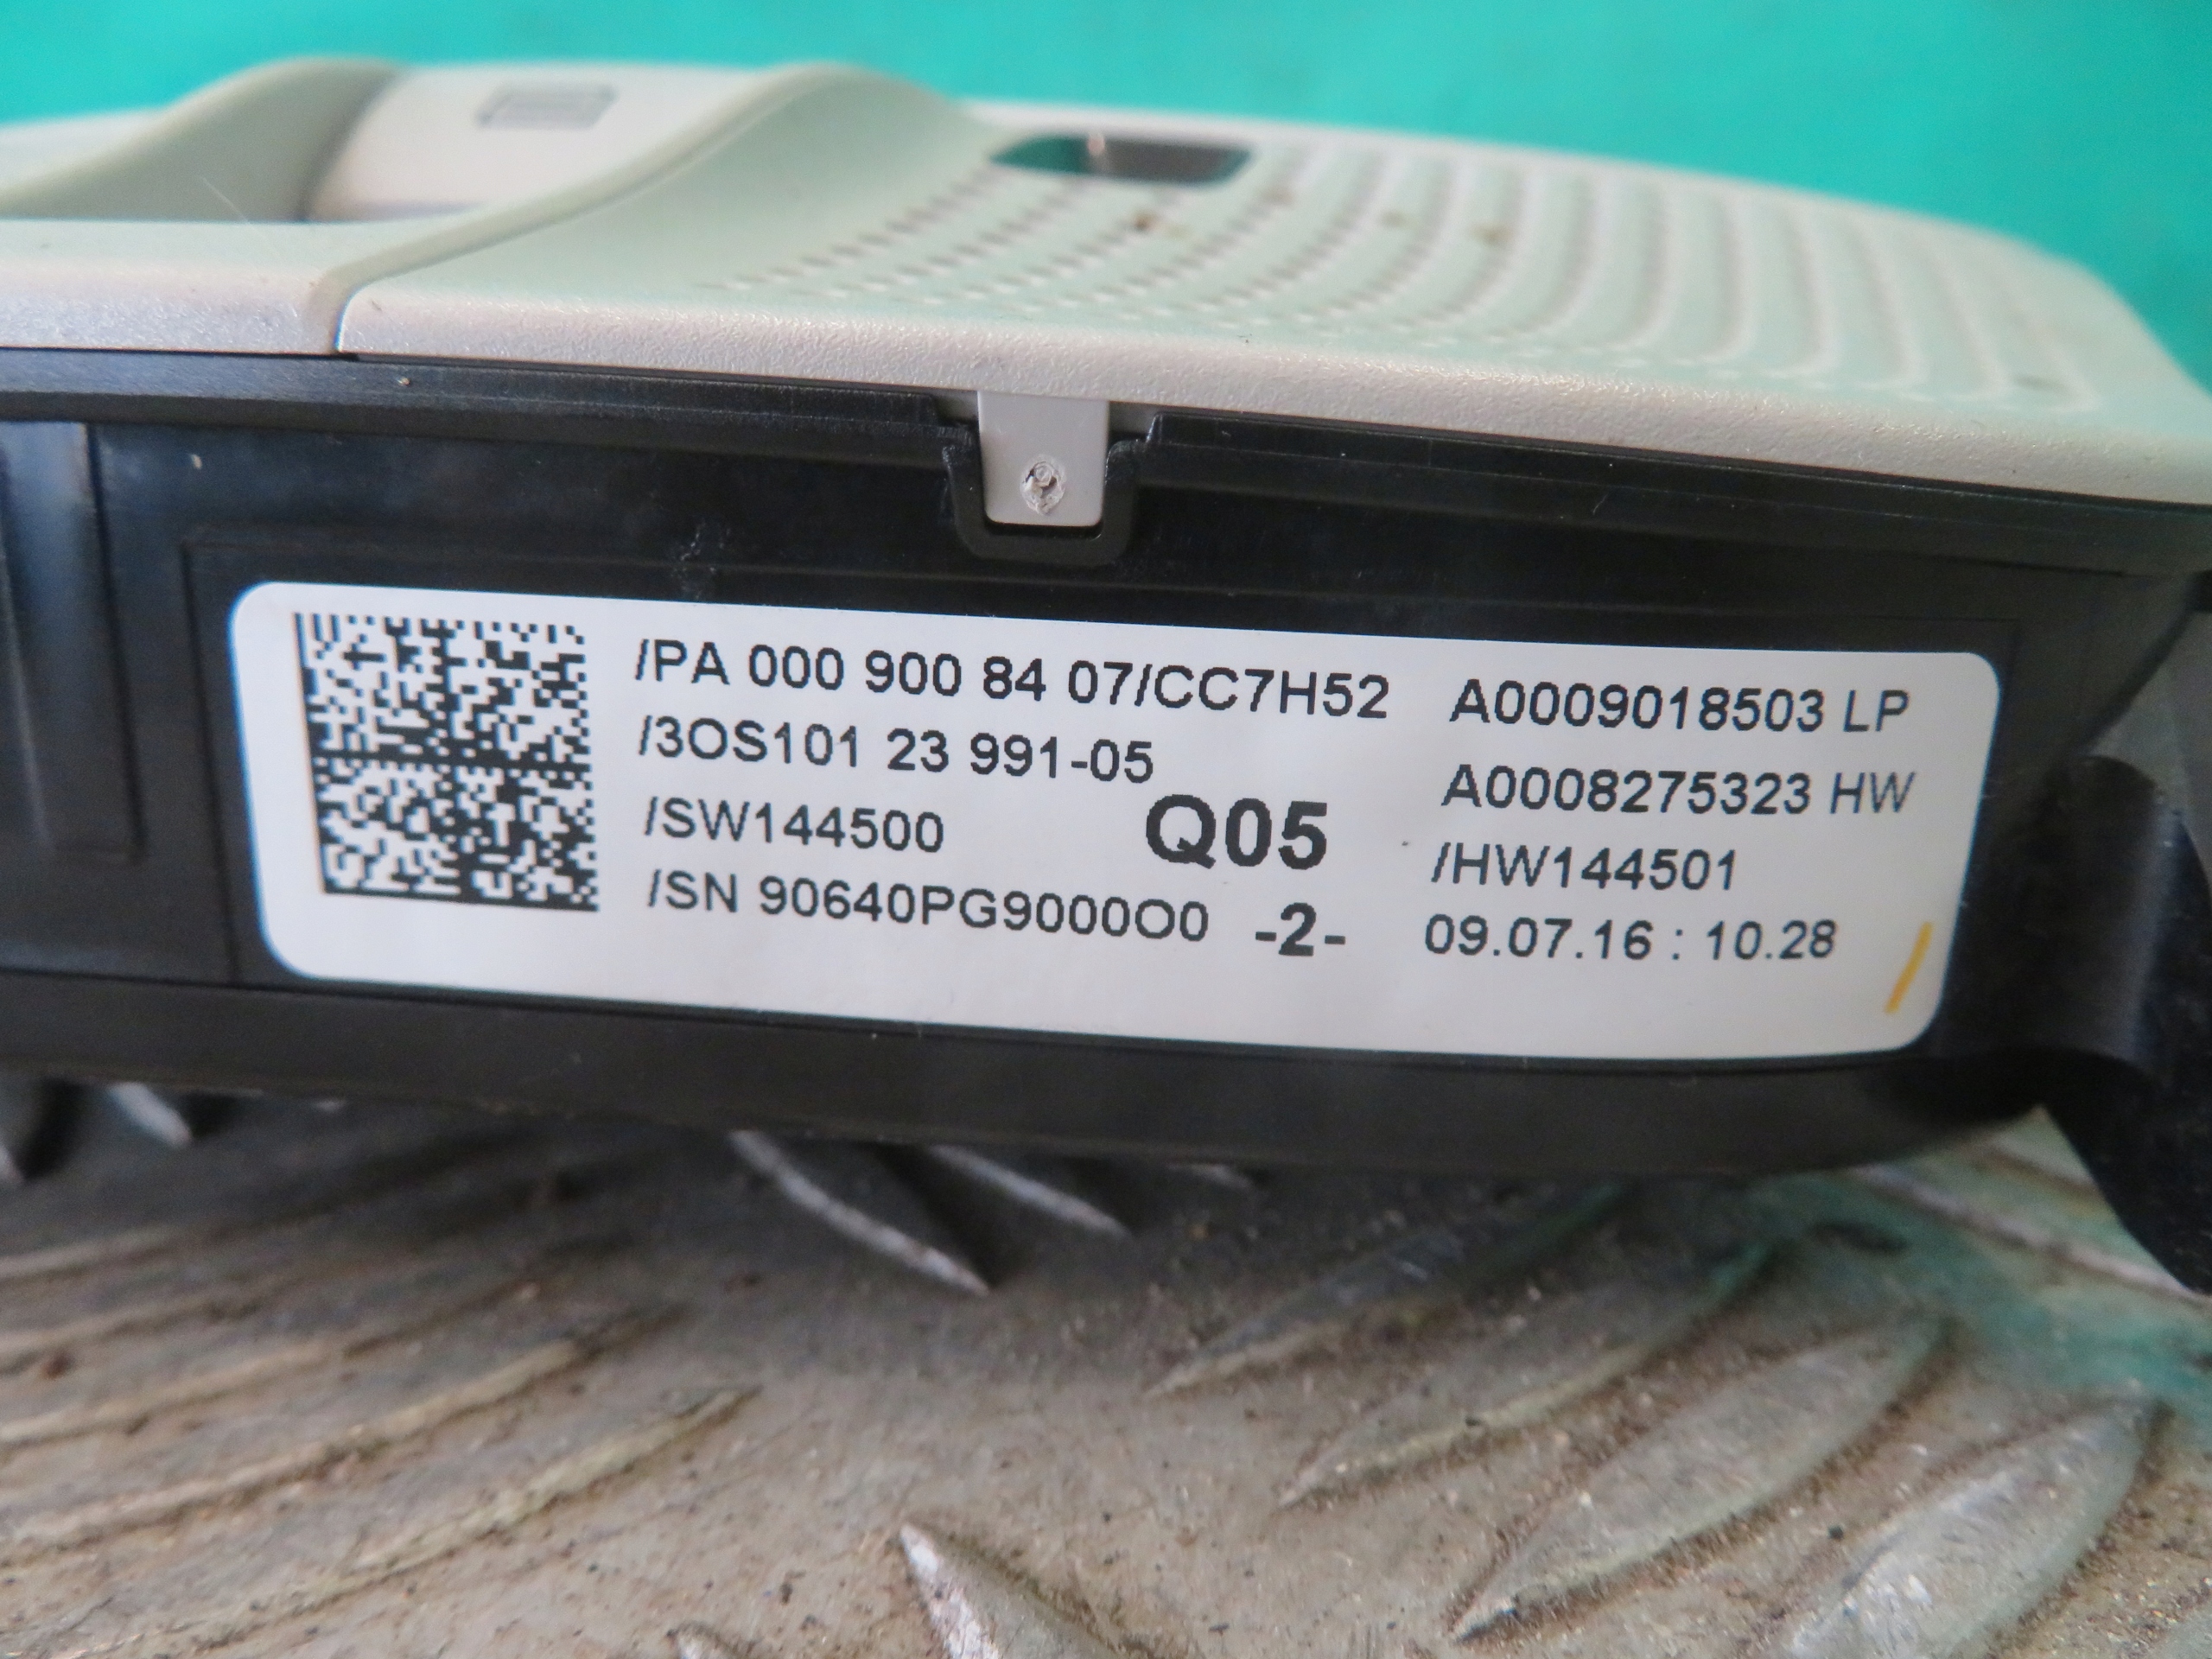 /PA 000 900 84 07/CC7H52 A0009018503 LP
/3OS101 23 991-05 A0008275323 HW
/SW144500 Q05 /HW144501
/SN 90640PG9000O0 -2- 09.07.16 : 10.28